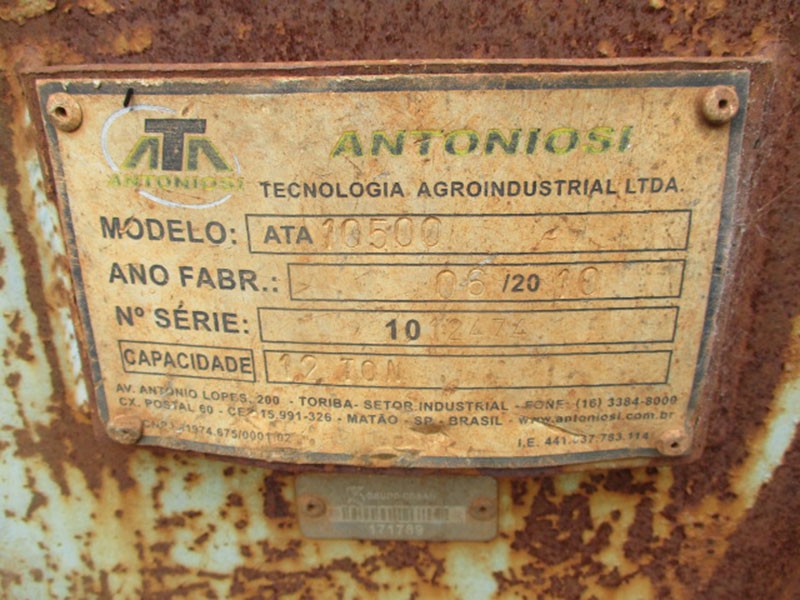 ATA
ANTONIOSI
ANTONIOSI
TECNOLOGIA AGROINDUSTRIAL LTDA.
MODELO: ATA 10500
ANO FABR.: 06 /20 10
Nº SÉRIE: 10 12474
CAPACIDADE 12 TON
AV. ANTONIO LOPES, 200 - TORIBA- SETOR INDUSTRIAL - FONE: (16) 3384-8000
CX. POSTAL 60 - CEP 15.991-326 - MATÃO - SP - BRASIL - www.antoniosi.com.br
I.E. 441.037.783.114
171789